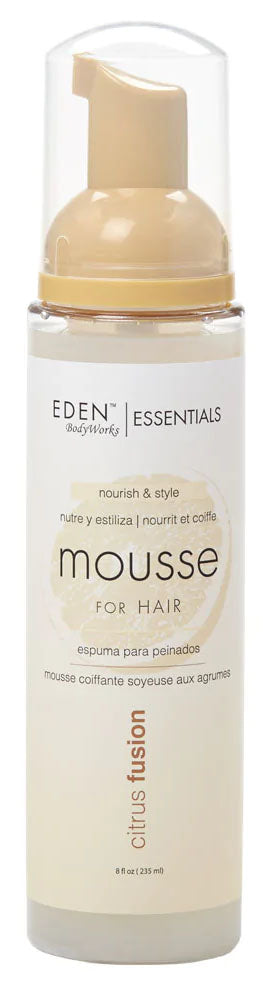 EDEN™ | ESSENTIALS
BodyWorks
nourish & style
nutre y estiliza | nourrit et coiffe
mousse
FOR HAIR
espuma para peinados
mousse coiffante soyeuse aux agrumes
citrus fusion
8 fl oz ( 235 ml)